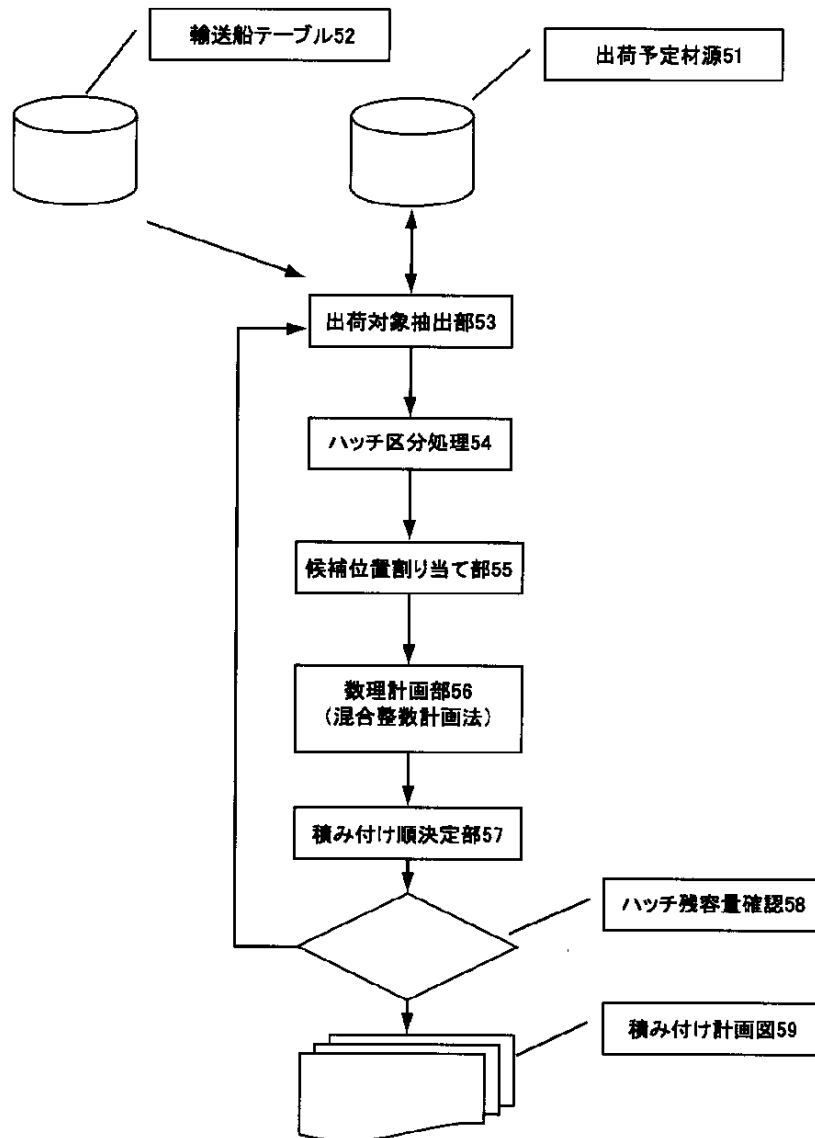 輸送船テーブル52
出荷予定材源51
出荷対象抽出部53
ハッチ区分処理54
候補位置割り当て部55
数理計画部56
(混合整数計画法)
積み付け順決定部57
ハッチ残容量確認58
積み付け計画図59